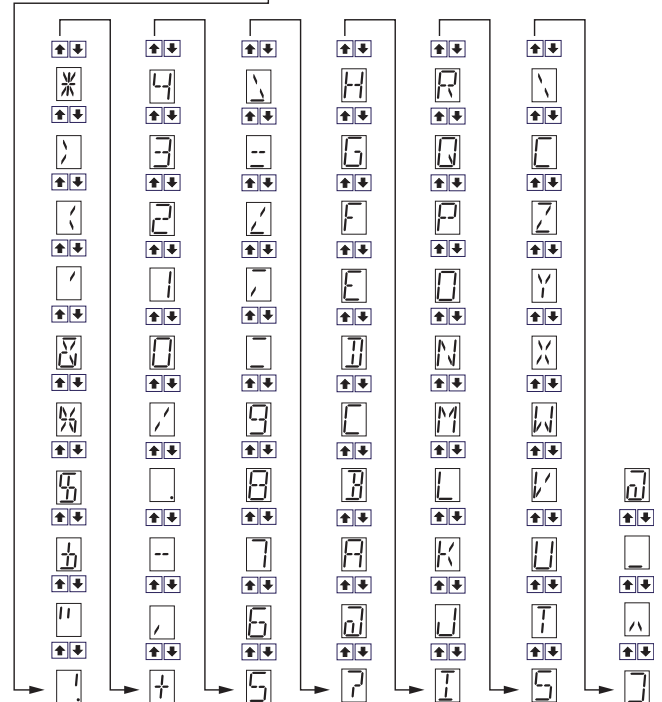 * 4 > H R \
) 3 = G Q [
( 2 < F P Z
' 1 ; E O Y
& 0 : D N X
% / 9 C M W
$ . 8 B L V @
# - 7 A K U _
" , 6 @ J T ^
! + 5 ? I S ]